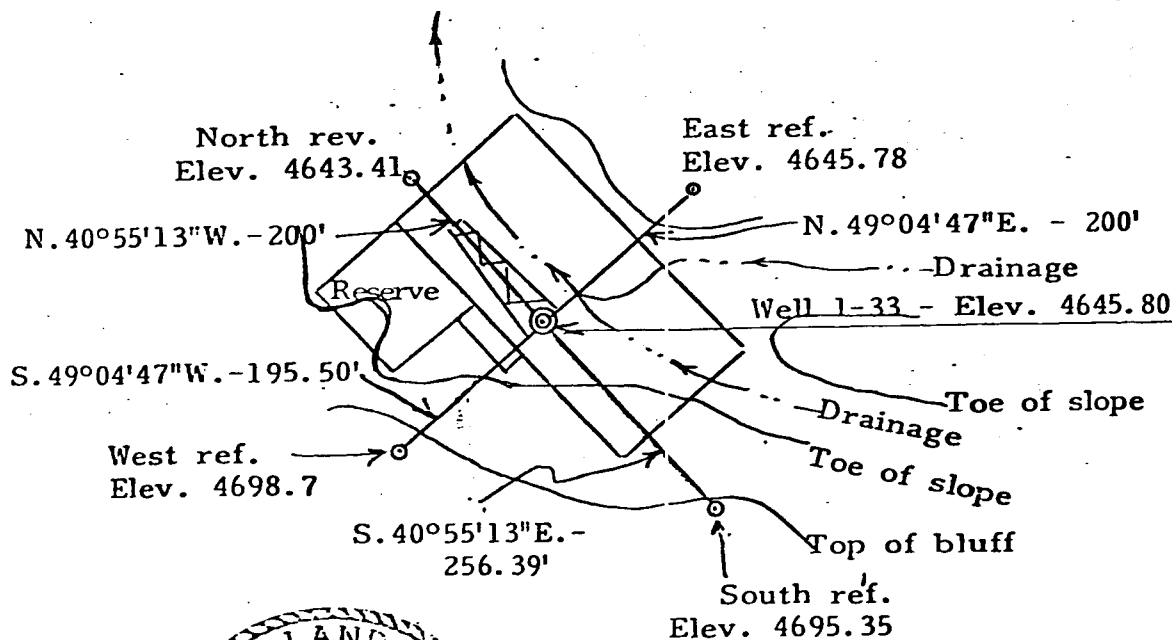 North rev.
Elev. 4643.41
East ref.
Elev. 4645.78
N.40°55'13"W.-200'
N.49°04'47"E. - 200'
Drainage
Reserve
Well 1-33 - Elev. 4645.80
S.49°04'47"W.-195.50'
Toe of slope
Drainage
West ref.
Elev. 4698.7
Toe of slope
S.40°55'13"E.-
256.39'
Top of bluff
South ref.
Elev. 4695.35
LAND